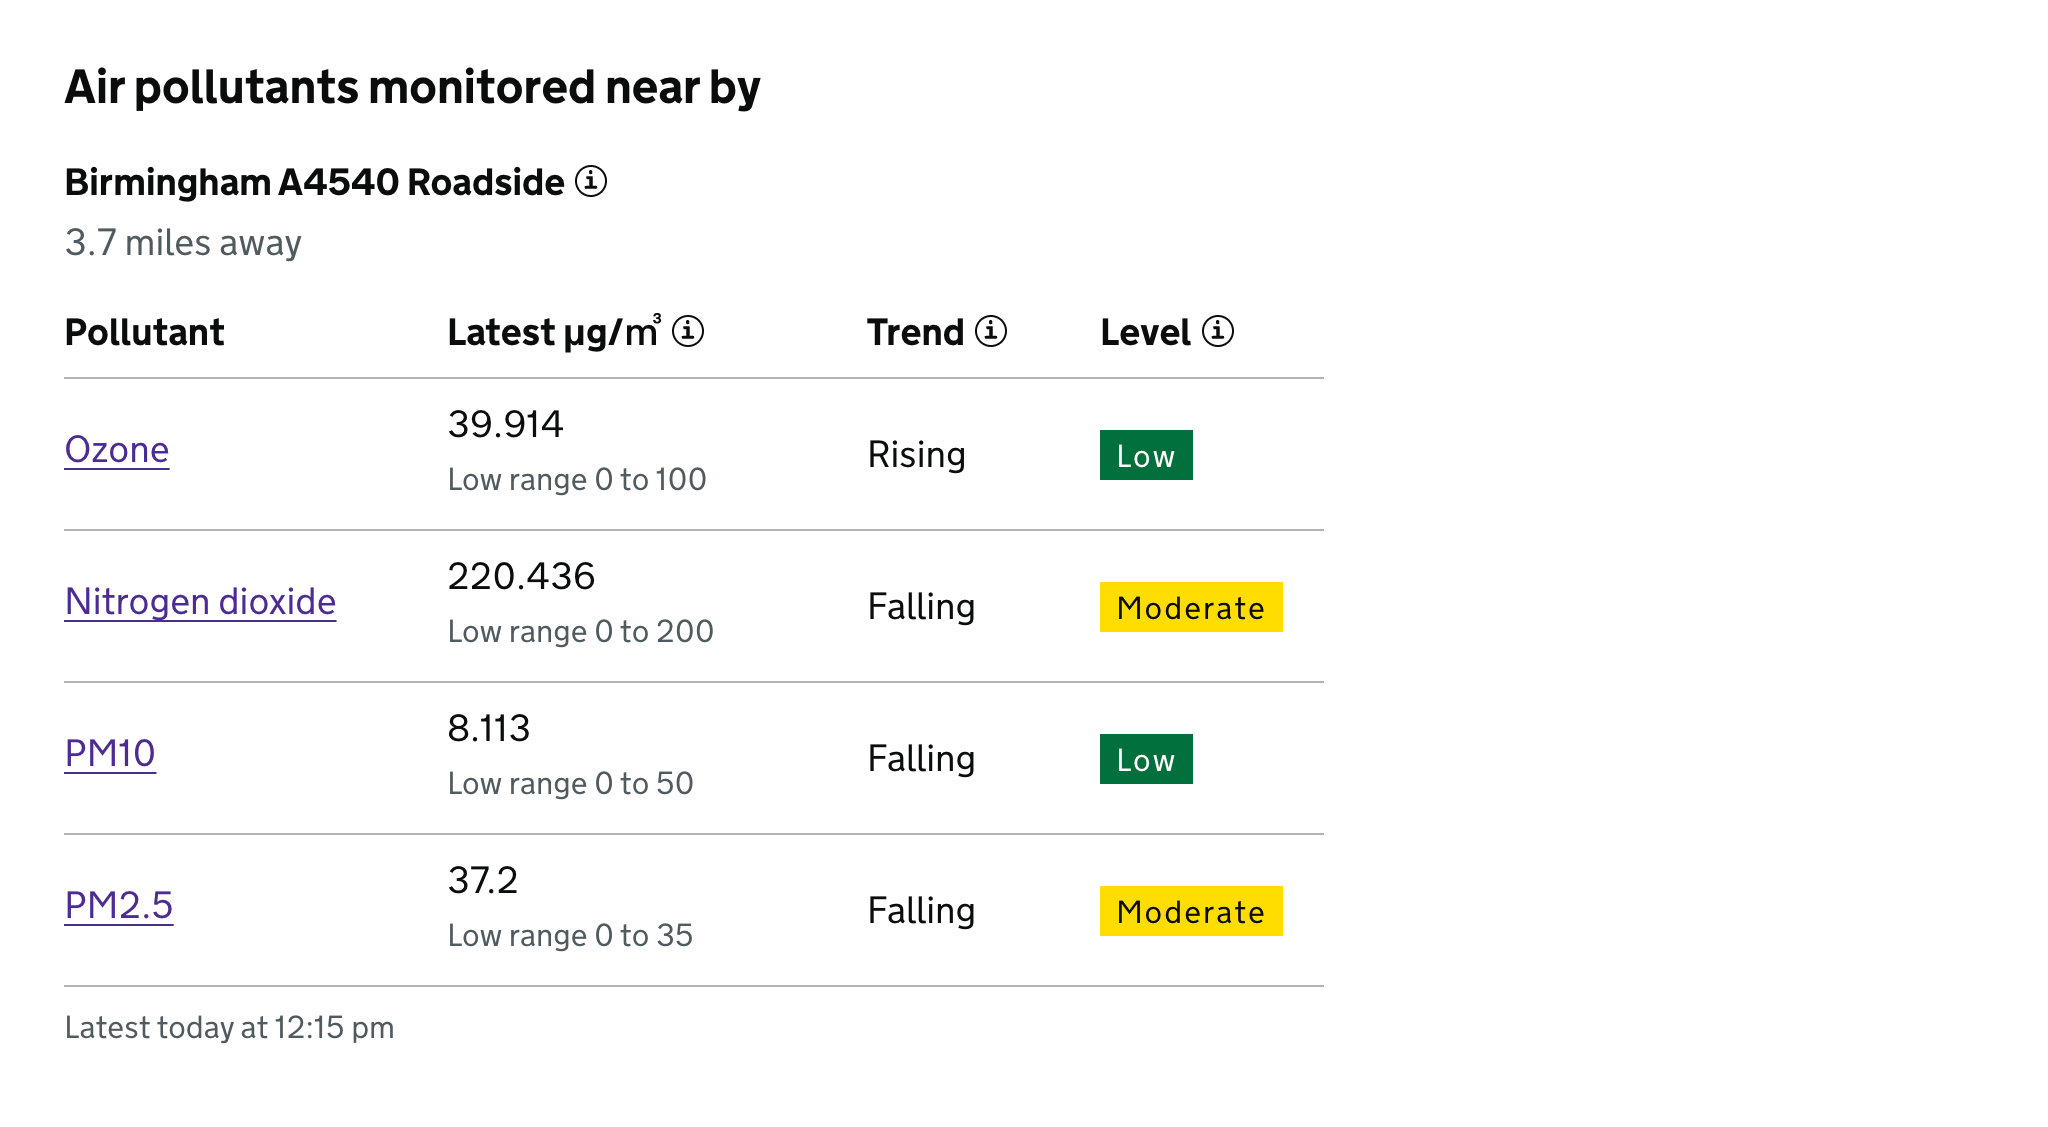 Air pollutants monitored near by
Birmingham A4540 Roadside
3.7 miles away
Pollutant Latest µg/m³ Trend Level
Ozone 39.914 Low range 0 to 100 Rising Low
Nitrogen dioxide 220.436 Low range 0 to 200 Falling Moderate
PM10 8.113 Low range 0 to 50 Falling Low
PM2.5 37.2 Low range 0 to 35 Falling Moderate
Latest today at 12:15 pm